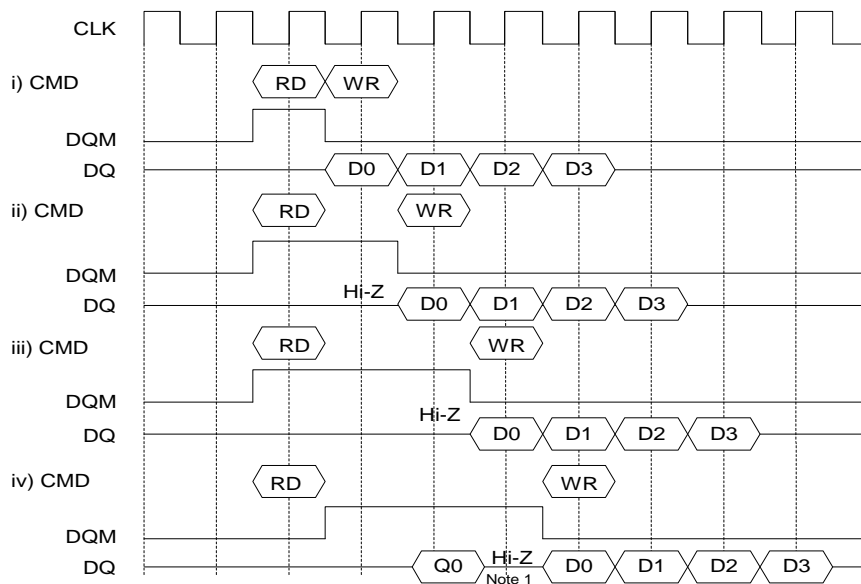 CLK
i) CMD RD WR
DQM
DQ D0 D1 D2 D3
ii) CMD RD WR
DQM
DQ Hi-Z D0 D1 D2 D3
iii) CMD RD WR
DQM
DQ Hi-Z D0 D1 D2 D3
iv) CMD RD WR
DQM
DQ Q0 Hi-Z D0 D1 D2 D3
Note 1